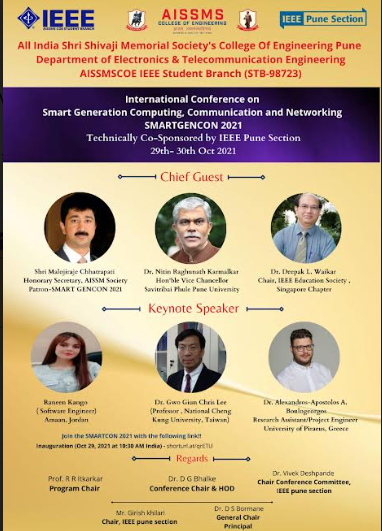 IEEE
AISSMS
COLLEGE OF ENGINEERING
IEEE Pune Section
All India Shri Shivaji Memorial Society's College Of Engineering Pune
Department of Electronics & Telecommunication Engineering
AISSMSCOE IEEE Student Branch (STB-98723)
International Conference on
Smart Generation Computing, Communication and Networking
SMARTGENCON 2021
Technically Co-Sponsored by IEEE Pune Section
29th- 30th Oct 2021
Chief Guest
Shri Malojiraje Chhatrapati
Honorary Secretary, AISSM Society
Patron-SMART GENCON 2021
Dr. Nitin Raghunath Karmalkar
Hon'ble Vice Chancellor
Savitribai Phule Pune University
Dr. Deepak L. Waikar
Chair, IEEE Education Society ,
Singapore Chapter
Keynote Speaker
Raneen Kango
( Software Engineer)
Aman, Jordan
Dr. Gwo Giun Chris Lee
(Professor , National Cheng
Kung University, Taiwan)
Dr. Alexandros-Apostolos A.
Boulogeorgos
Research Assistant/Project Engineer
University of Piraeus, Greece
Join the SMARTCON 2021 with the following link!!
Inauguration (Oct 29, 2021 at 10:30 AM India) -
Regards
Prof. R R Itkarkar
Program Chair
Dr. D G Bhalke
Conference Chair & HOD
Dr. Vivek Deshpande
Chair Conference Committee,
IEEE pune section
Mr. Girish khilari
Chair, IEEE pune section
Dr. D S Bormane
General Chair
Principal